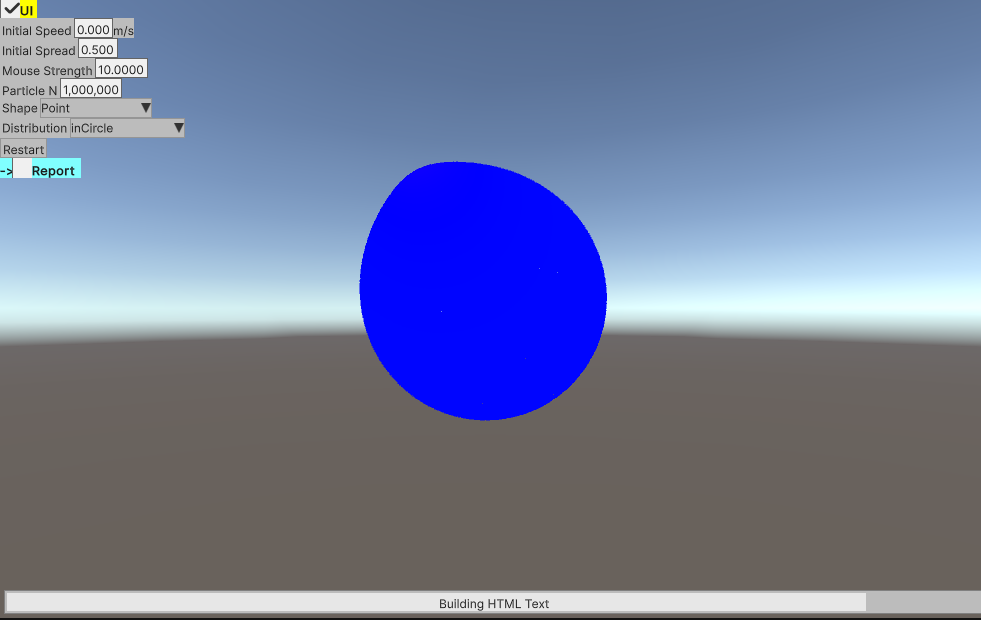 UI
Initial Speed 0.000 m/s
Initial Spread 0.500
Mouse Strength 10.0000
Particle N 1,000,000
Shape Point
Distribution inCircle
Restart
-> Report
Building HTML Text